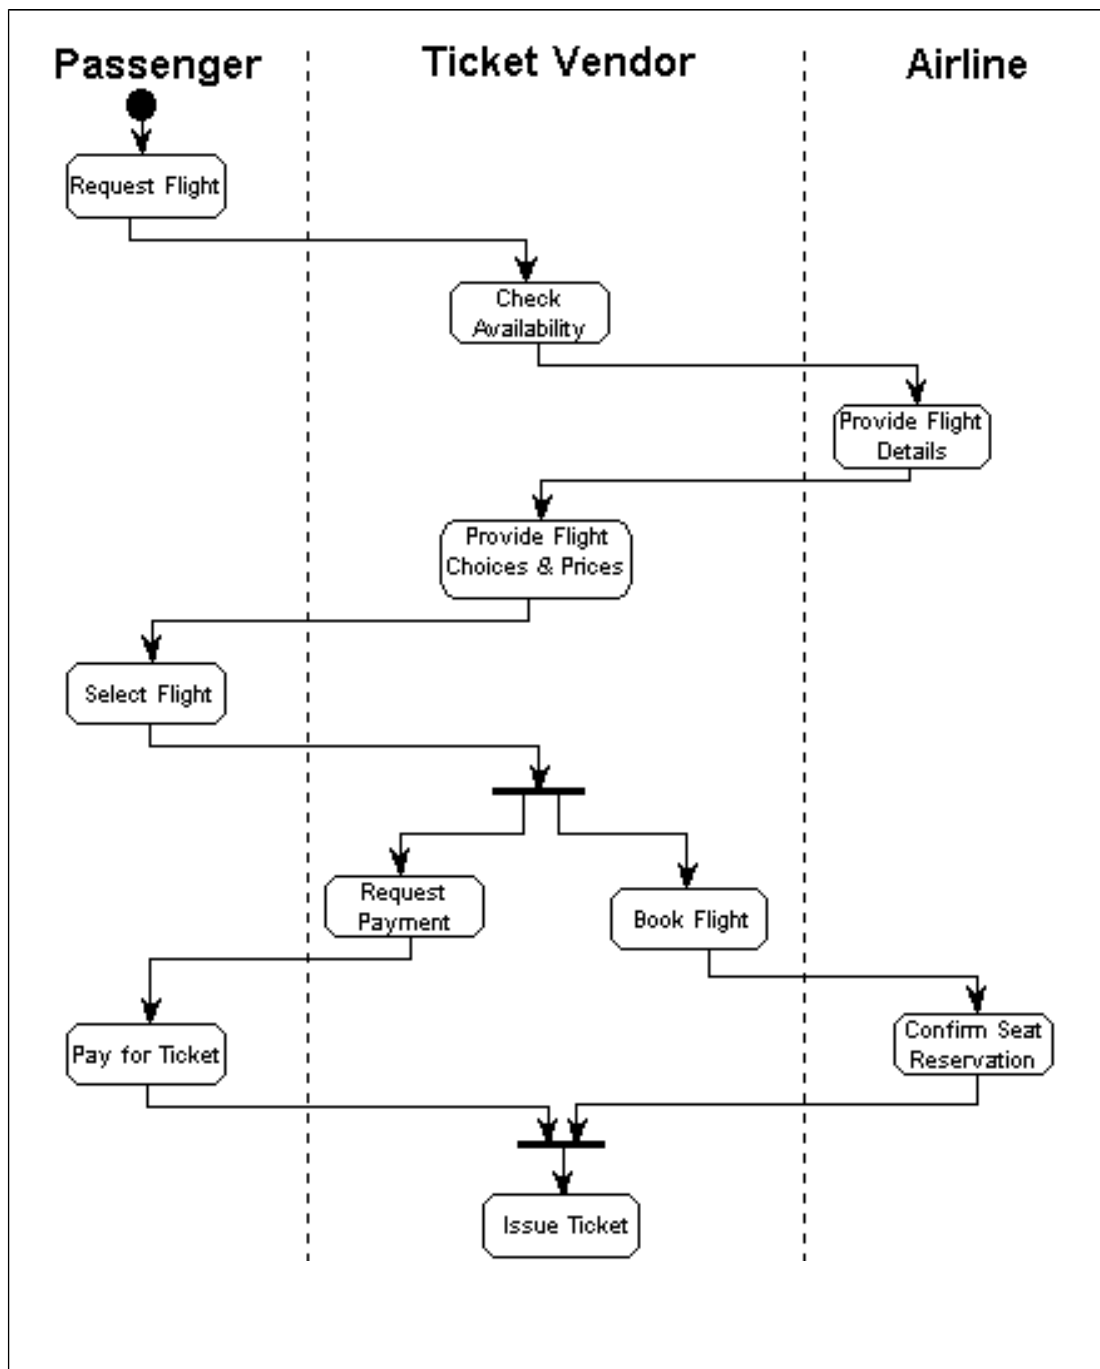 Passenger
Ticket Vendor
Airline
Request Flight
Check
Availability
Provide Flight
Details
Provide Flight
Choices & Prices
Select Flight
Request
Payment
Book Flight
Pay for Ticket
Confirm Seat
Reservation
Issue Ticket